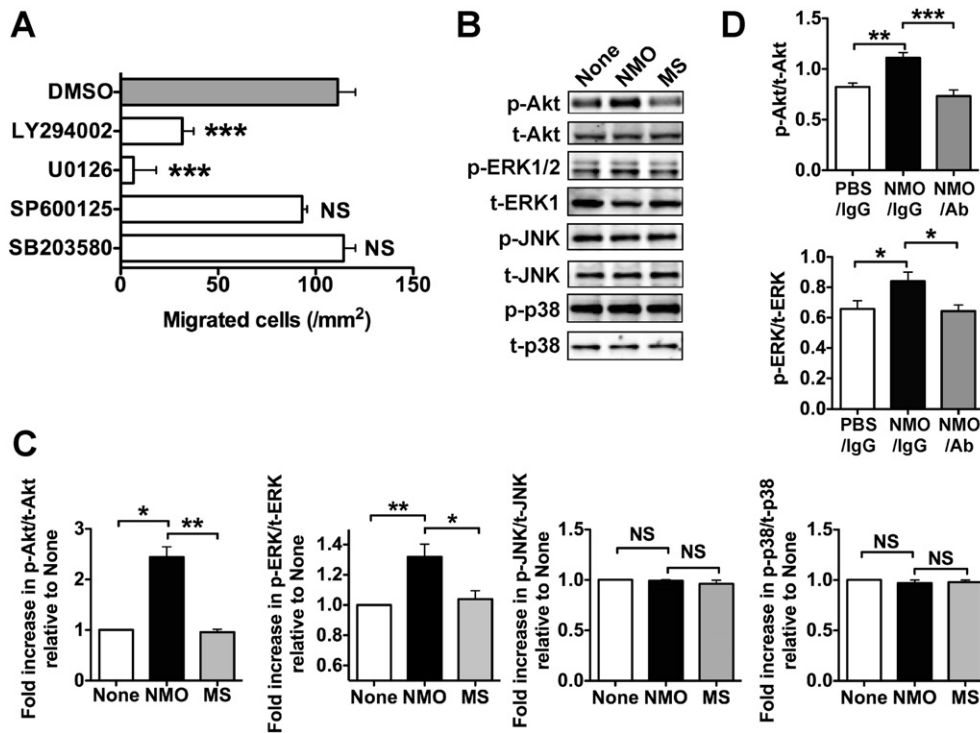 A
DMSO
LY294002
***
U0126
***
SP600125
NS
SB203580
NS
0 50 100 150
Migrated cells (/mm²)
B
None NMO MS
p-Akt
t-Akt
p-ERK1/2
t-ERK1
p-JNK
t-JNK
p-p38
t-p38
D
p-Akt/t-Akt
1.5
1.0
0.5
0.0
** ***
PBS NMO NMO
/IgG /IgG /Ab
p-ERK/t-ERK
1.0
0.8
0.6
0.4
0.2
0.0
* *
PBS NMO NMO
/IgG /IgG /Ab
C
Fold increase in p-Akt/t-Akt
relative to None
3
2
1
0
* **
None NMO MS
Fold increase in p-ERK/t-ERK
relative to None
1.4
1.2
1.0
0.8
0.6
** *
None NMO MS
Fold increase in p-JNK/t-JNK
relative to None
1.5
1.0
0.5
0.0
NS NS
None NMO MS
Fold increase in p-p38/t-p38
relative to None
1.5
1.0
0.5
0.0
NS NS
None NMO MS